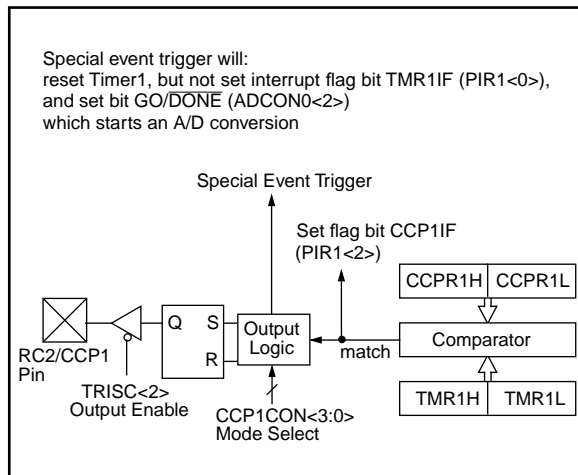 Special event trigger will:
reset Timer1, but not set interrupt flag bit TMR1IF (PIR1<0>),
and set bit GO/DONE (ADCON0<2>)
which starts an A/D conversion
Special Event Trigger
Set flag bit CCP1IF
(PIR1<2>)
CCPR1H CCPR1L
Q S
R
Output
Logic
match
Comparator
RC2/CCP1
Pin
TRISC<2>
Output Enable
CCP1CON<3:0>
Mode Select
TMR1H TMR1L